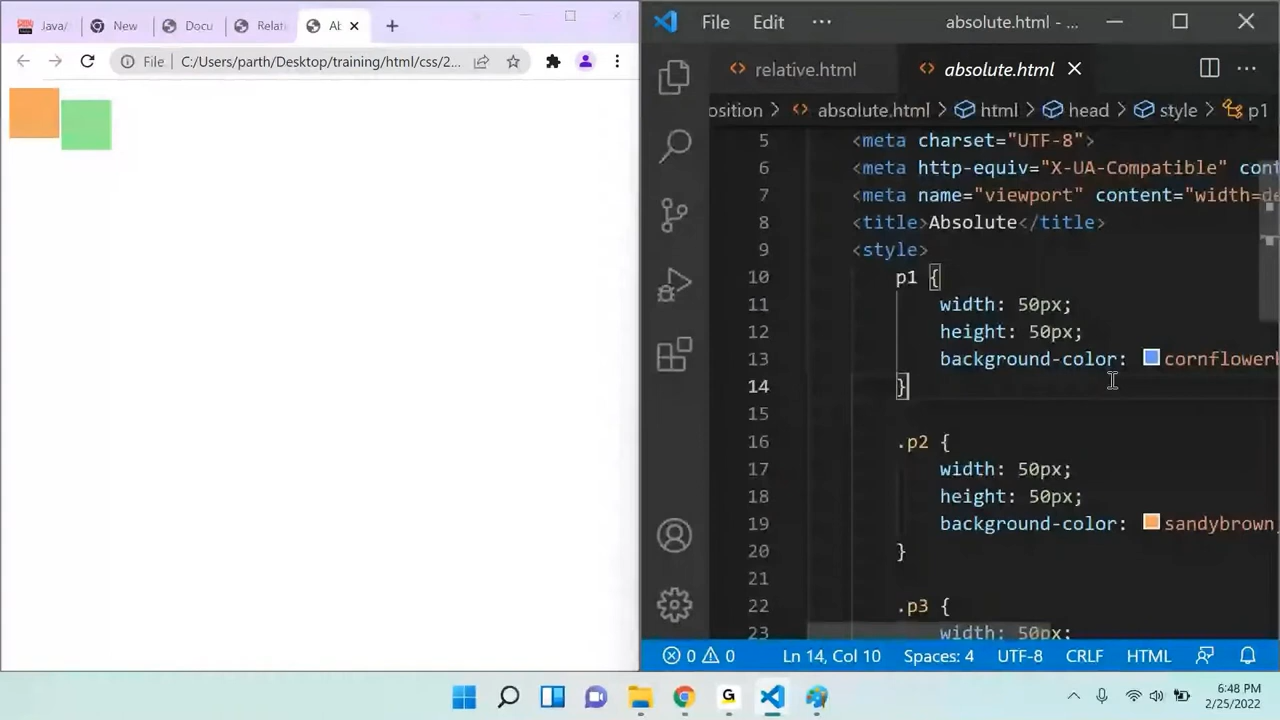 Java/
New
Docu
Relati
Ab
File
C:/Users/parth/Desktop/training/html/css/2...
File Edit ...
absolute.html - ...
relative.html
absolute.html
osition > absolute.html > html > head > style > p1
5 <meta charset="UTF-8">
6 <meta http-equiv="X-UA-Compatible" cont
7 <meta name="viewport" content="width=de
8 <title>Absolute</title>
9 <style>
10 p1 {
11 width: 50px;
12 height: 50px;
13 background-color: cornflowerb
14 }
15
16 .p2 {
17 width: 50px;
18 height: 50px;
19 background-color: sandybrown;
20 }
21
22 .p3 {
23 width: 50px;
0 0
Ln 14, Col 10
Spaces: 4
UTF-8
CRLF
HTML
G
6:48 PM
2/25/2022